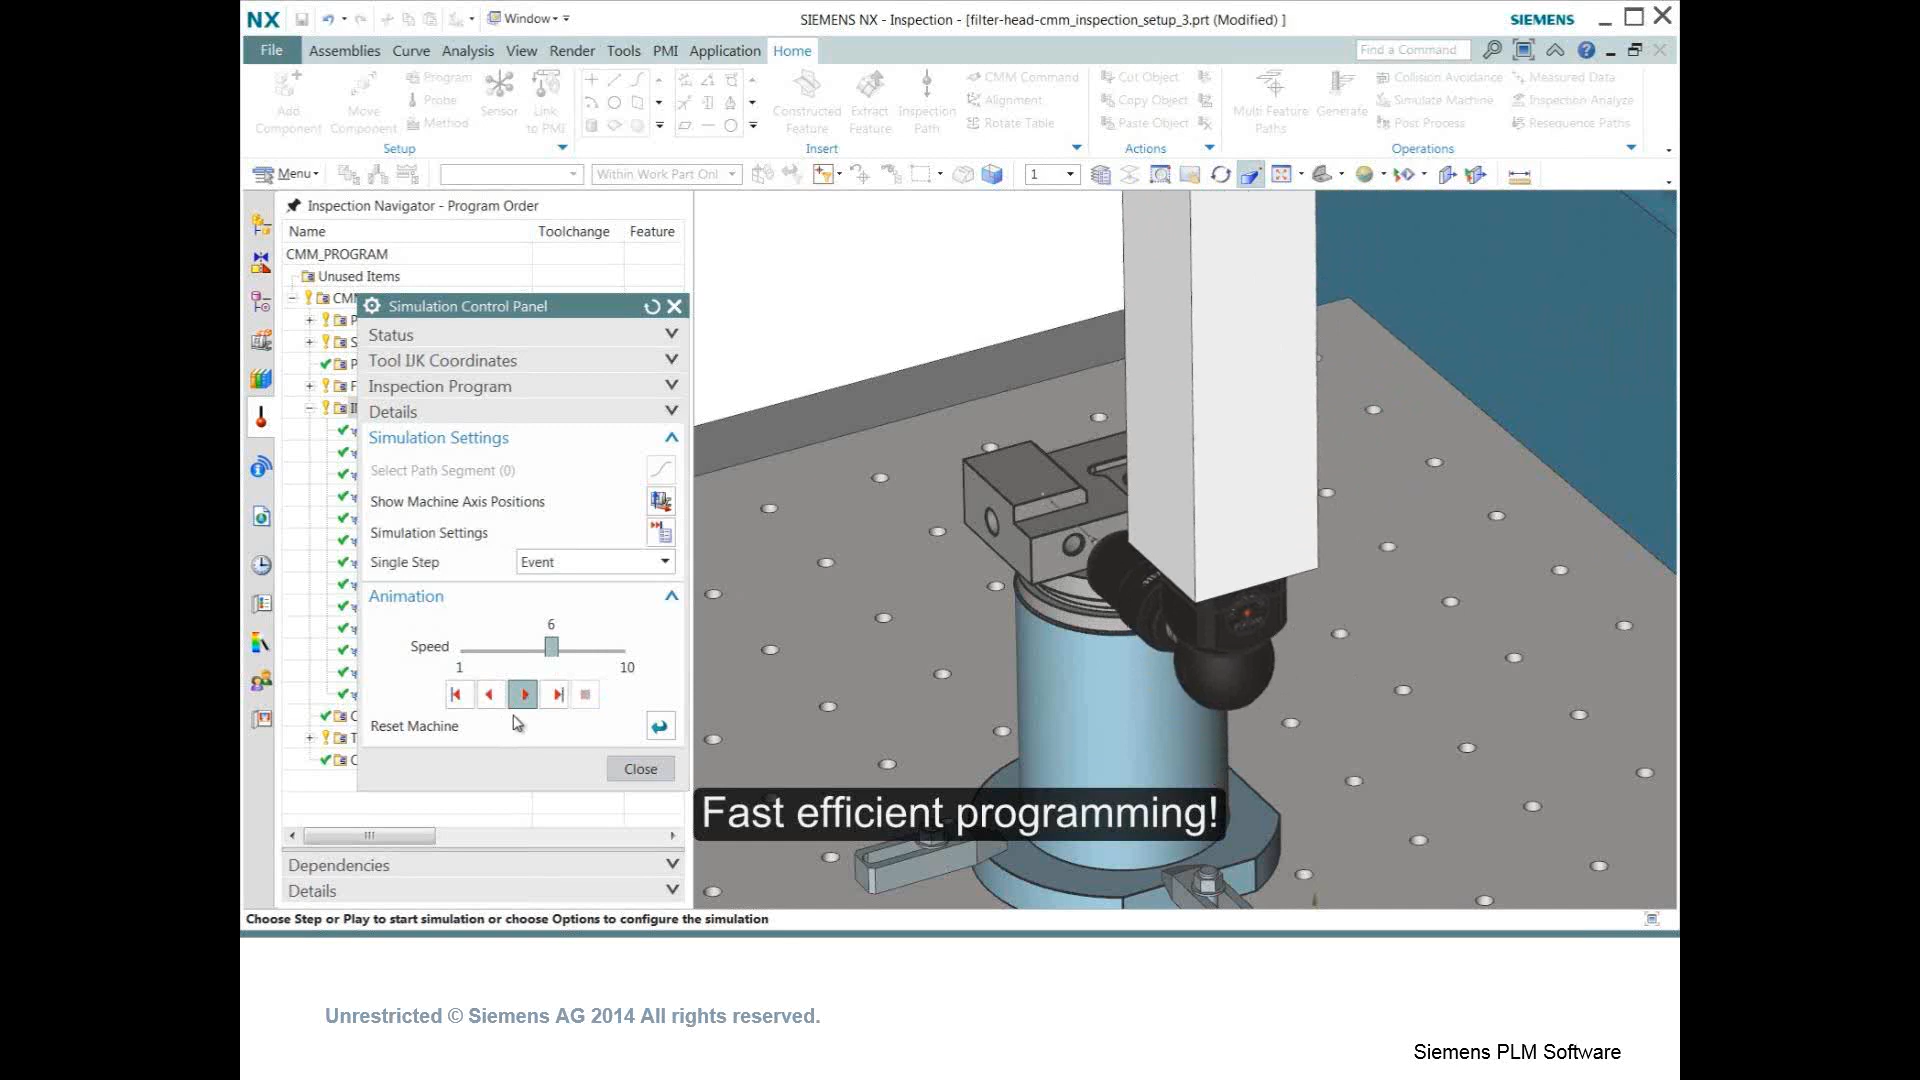 NX
Window
SIEMENS NX - Inspection - [filter-head-cmm_inspection_setup_3.prt (Modified) ]
SIEMENS
File
Assemblies
Curve
Analysis
View
Render
Tools
PMI
Application
Home
Find a Command
Add Component
Move Component
Program
Probe
Method
Sensor
Link to PMI
Constructed Feature
Extract Feature
Inspection Path
CMM Command
Alignment
Rotate Table
Cut Object
Copy Object
Paste Object
Multi Feature Paths
Generate
Collision Avoidance
Simulate Machine
Post Process
Measured Data
Inspection Analyze
Resequence Paths
Setup
Insert
Actions
Operations
Menu
Within Work Part Onl
1
Inspection Navigator - Program Order
Name
Toolchange
Feature
CMM_PROGRAM
Unused Items
CMM
Simulation Control Panel
Status
Tool IJK Coordinates
Inspection Program
Details
Simulation Settings
Select Path Segment (0)
Show Machine Axis Positions
Simulation Settings
Single Step
Event
Animation
6
Speed
1
10
Reset Machine
Close
Fast efficient programming!
Dependencies
Details
Choose Step or Play to start simulation or choose Options to configure the simulation
Unrestricted © Siemens AG 2014 All rights reserved.
Siemens PLM Software